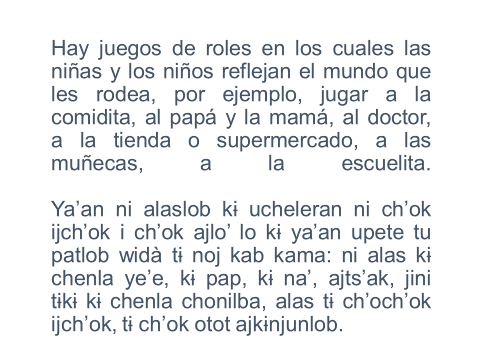 Hay juegos de roles en los cuales las
niñas y los niños reflejan el mundo que
les rodea, por ejemplo, jugar a la
comidita, al papá y la mamá, al doctor,
a la tienda o supermercado, a las
muñecas, a la escuelita.
Ya’an ni alaslob kɨ ucheleran ni ch’ok
ijch’ok i ch’ok ajlo’ lo kɨ ya’an upete tu
patlob widà tɨ noj kab kama: ni alas kɨ
chenla ye’e, kɨ pap, kɨ na’, ajts’ak, jini
tɨkɨ kɨ chenla chonilba, alas tɨ ch’och’ok
ijch’ok, tɨ ch’ok otot ajkɨnjunlob.